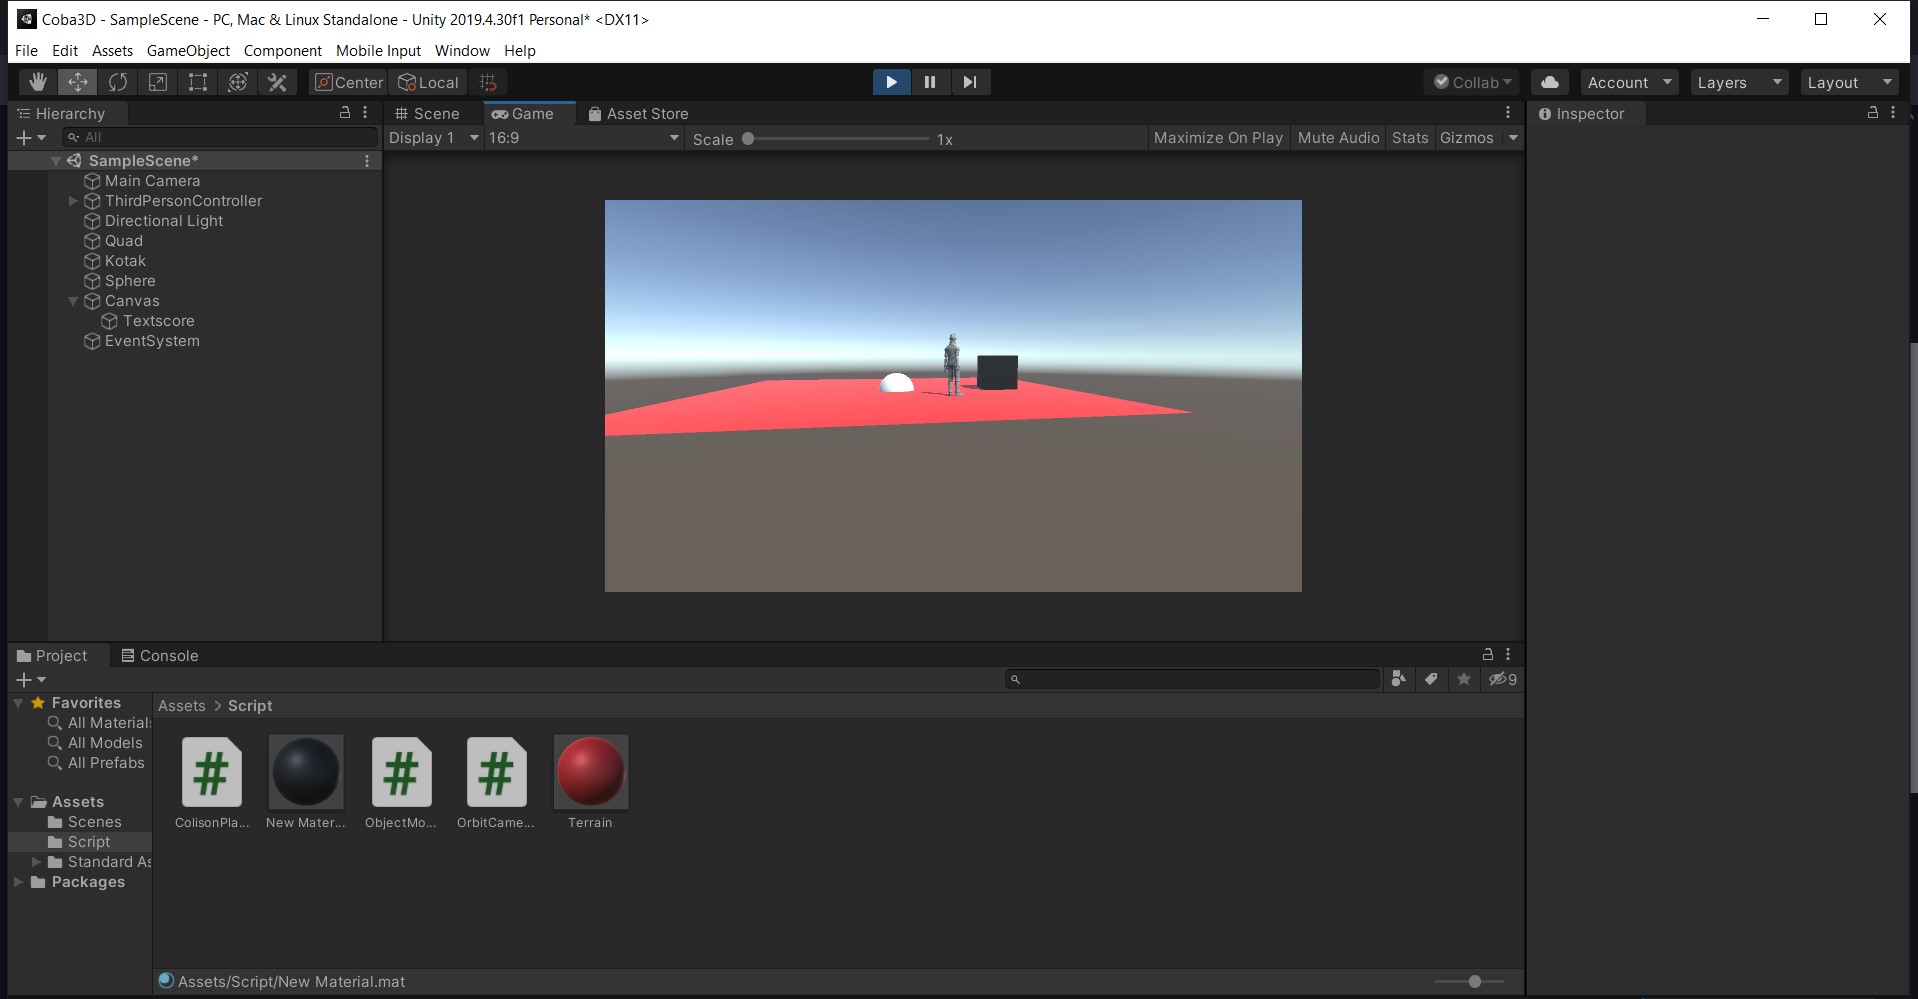 Coba3D - SampleScene - PC, Mac & Linux Standalone - Unity 2019.4.30f1 Personal* <DX11>
File Edit Assets GameObject Component Mobile Input Window Help
Center Local Collab Account Layers Layout
Hierarchy
All
SampleScene*
Main Camera
ThirdPersonController
Directional Light
Quad
Kotak
Sphere
Canvas
Textscore
EventSystem
Scene Game Asset Store
Display 1 16:9 Scale 1x Maximize On Play Mute Audio Stats Gizmos
Inspector
Project Console
9
Favorites
All Materials
All Models
All Prefabs
Assets
Scenes
Script
Standard As
Packages
Assets > Script
ColisonPla... New Mater... ObjectMo... OrbitCame... Terrain
Assets/Script/New Material.mat